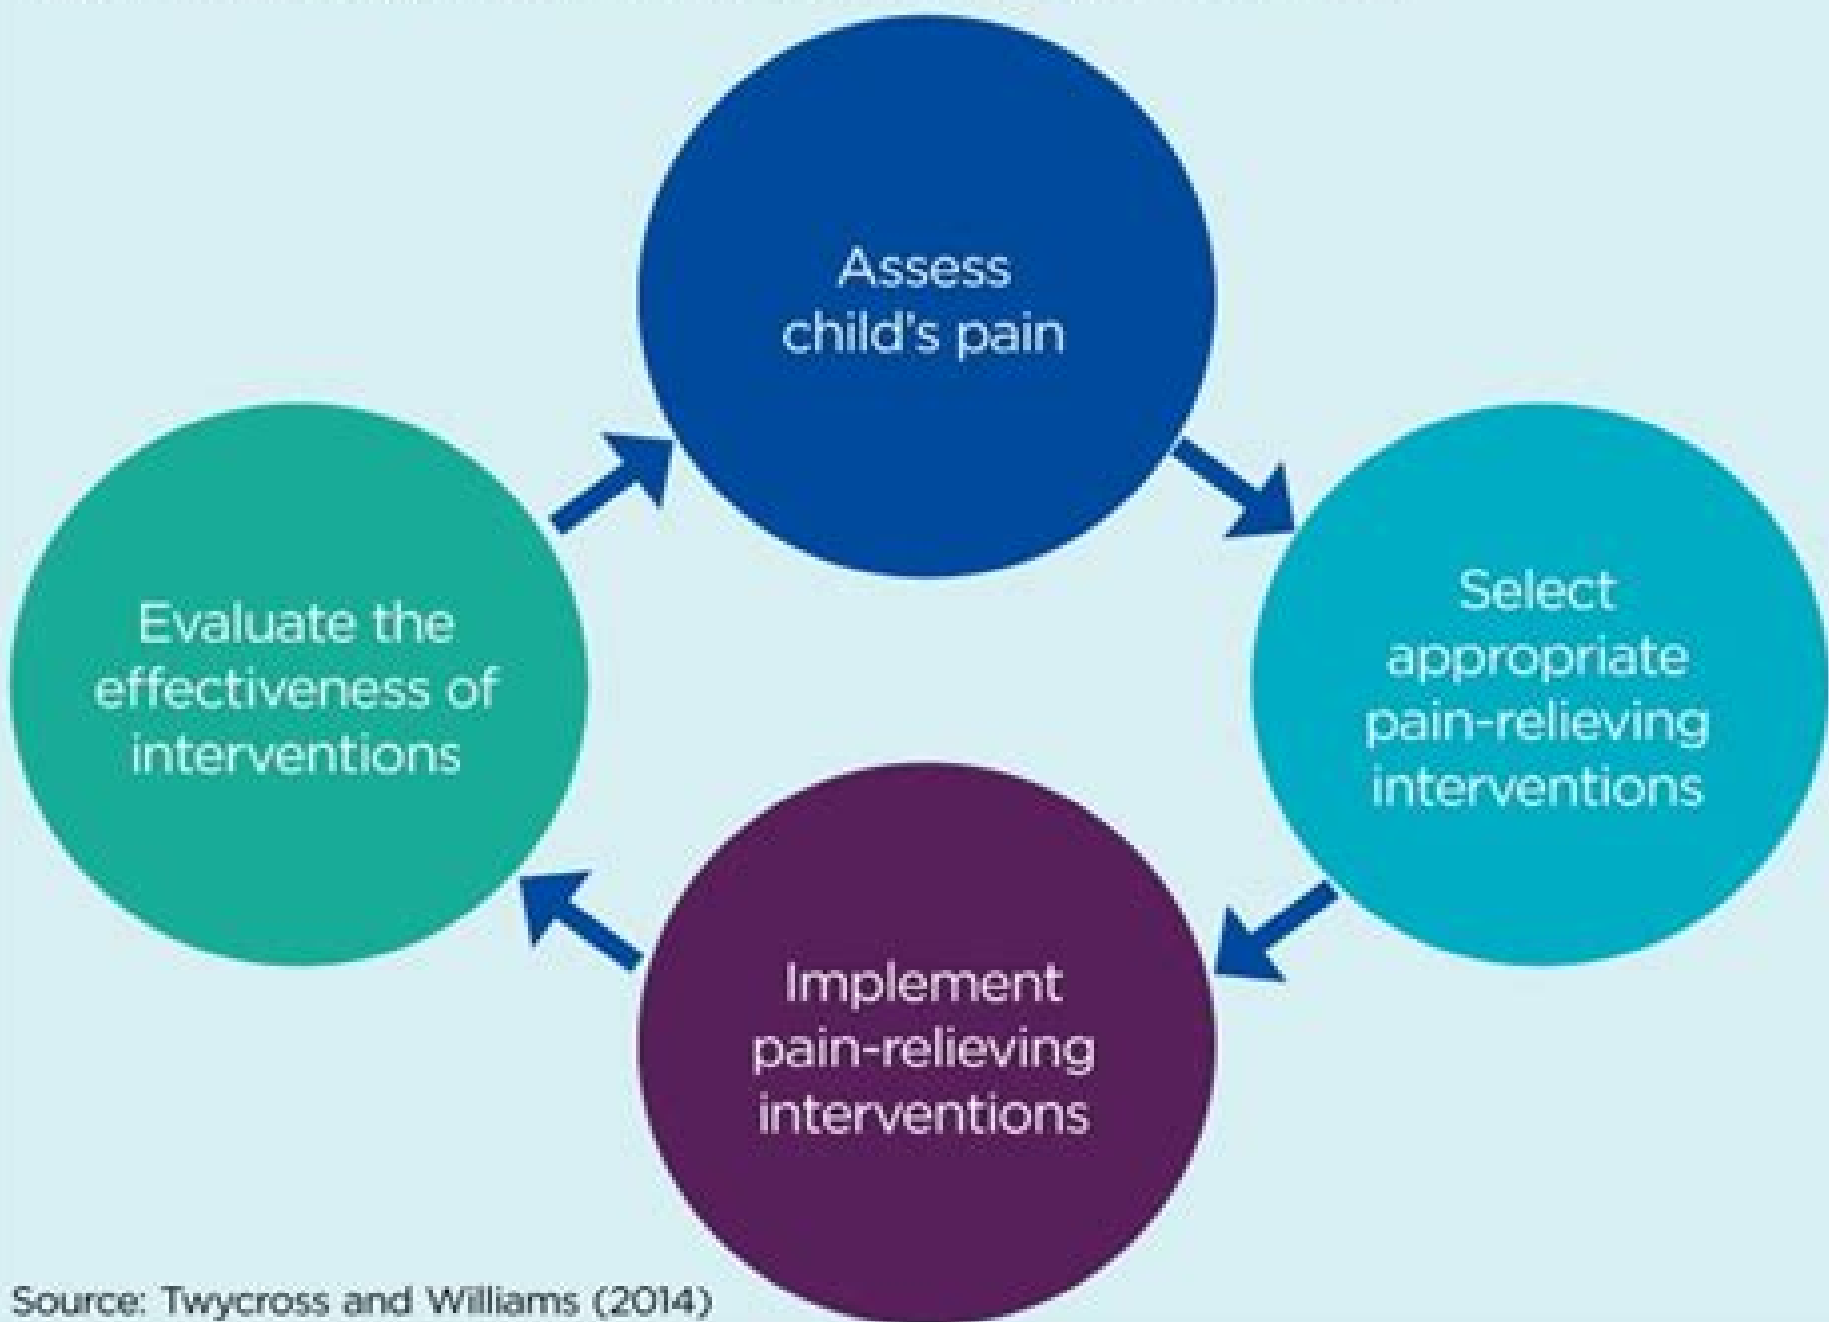 Assess
child's pain
Select
appropriate
pain-relieving
interventions
Implement
pain-relieving
interventions
Evaluate the
effectiveness of
interventions
Source: Twycross and Williams (2014)